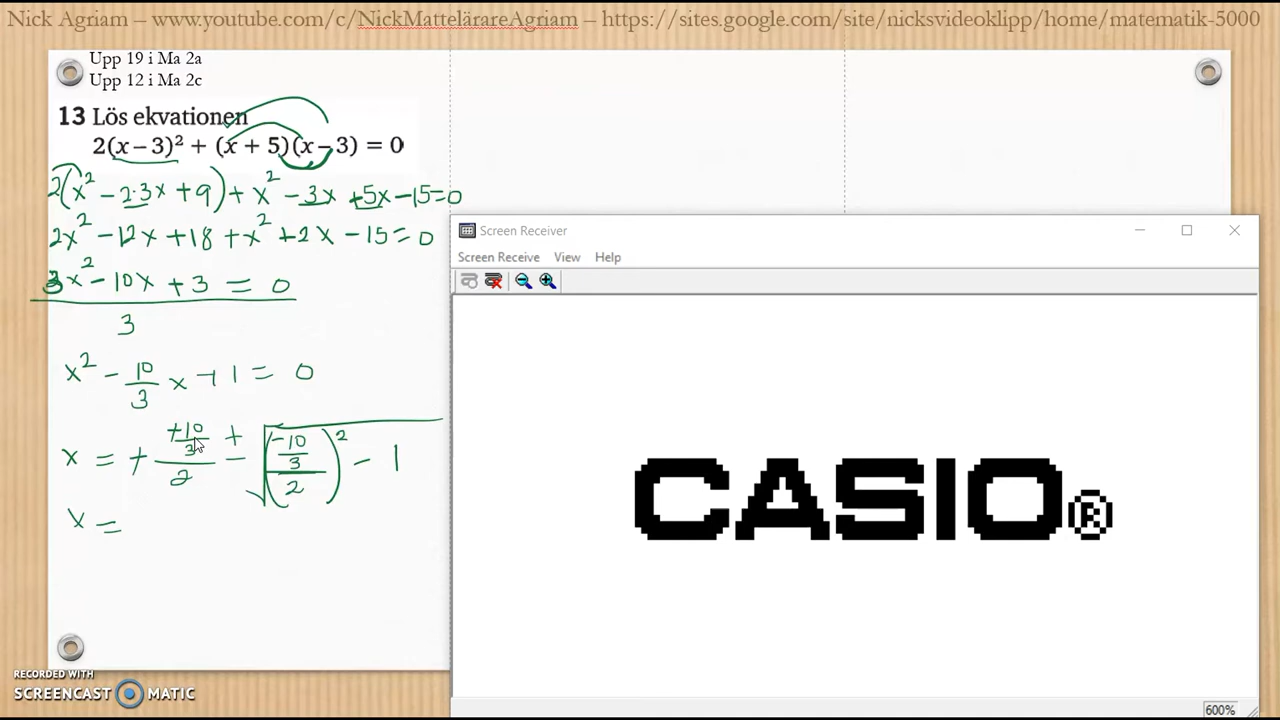 Nick Agriam – www.youtube.com/c/NickMattelärareAgriam – https://sites.google.com/site/nicksvideoklipp/home/matematik-5000
Upp 19 i Ma 2a
Upp 12 i Ma 2c
13 Lös ekvationen
2(x – 3)² + (x + 5)(x – 3) = 0
2(x² – 2·3x + 9) + x² – 3x + 5x – 15 = 0
2x² – 12x + 18 + x² + 2x – 15 = 0
3x² – 10x + 3 = 0
3
x² – 10/3 x + 1 = 0
x = + (+10/3)/2 ± √(((-10/3)/2)² – 1)
x =
Screen Receiver
Screen Receive View Help
CASIO®
RECORDED WITH
SCREENCAST MATIC
600%